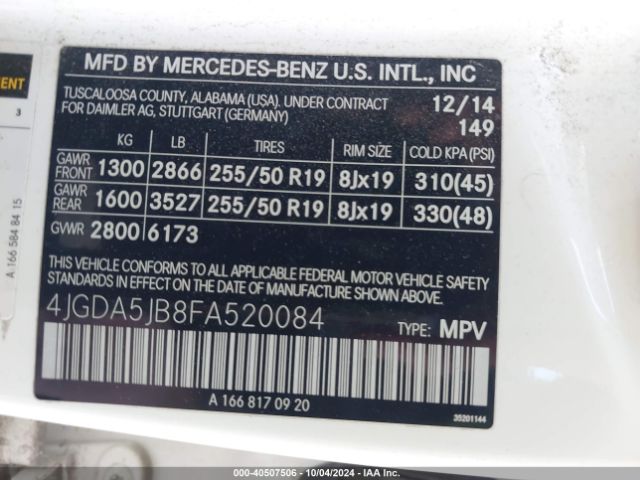 MENT
3
A 166 584 84 15
MFD BY MERCEDES-BENZ U.S. INTL., INC
TUSCALOOSA COUNTY, ALABAMA (USA). UNDER CONTRACT
FOR DAIMLER AG, STUTTGART (GERMANY)
12/14
149
KG LB TIRES RIM SIZE COLD KPA (PSI)
GAWR FRONT 1300 2866 255/50 R19 8Jx19 310(45)
GAWR REAR 1600 3527 255/50 R19 8Jx19 330(48)
GVWR 2800 6173
THIS VEHICLE CONFORMS TO ALL APPLICABLE FEDERAL MOTOR VEHICLE SAFETY
STANDARDS IN EFFECT ON THE DATE OF MANUFACTURE SHOWN ABOVE.
4JGDA5JB8FA520084 TYPE: MPV
A 166 817 09 20
35201144
000-40507506 - 10/04/2024 - IAA Inc.